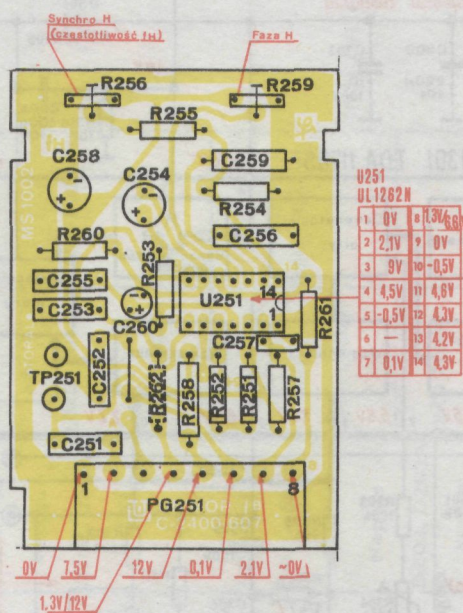 Synchro H
(częstotliwość fH)
Faza H
R256
R259
R255
fH
C258
C254
C259
R254
MS 1002
C256
R260
R253
C255
C253
U251
14
1
R261
C260
C257
C252
TP251
R262
R258
R252
R251
R257
C251
1
8
PG251
0V
7,5V
12V
0,1V
2,1V
~0V
1,3V/12V
U251
UL1262N
1 0V 8 1,3V/6,6V
2 2,1V 9 0V
3 9V 10 -0,5V
4 4,5V 11 4,6V
5 -0,5V 12 4,3V
6 — 13 4,2V
7 0,1V 14 4,3V